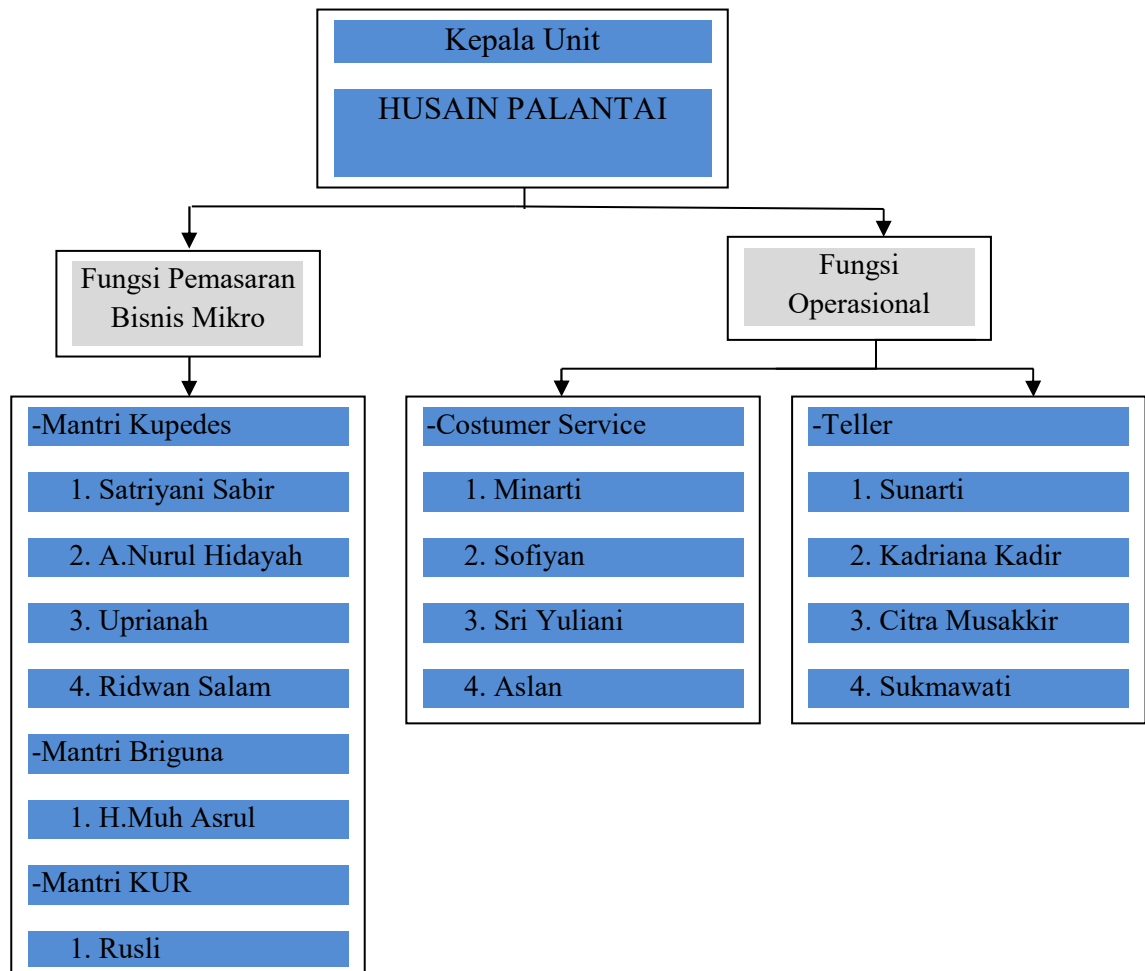 Kepala Unit
HUSAIN PALANTAI
Fungsi Pemasaran
Bisnis Mikro
Fungsi
Operasional
-Mantri Kupedes
1. Satriyani Sabir
2. A.Nurul Hidayah
3. Uprianah
4. Ridwan Salam
-Mantri Briguna
1. H.Muh Asrul
-Mantri KUR
1. Rusli
-Costumer Service
1. Minarti
2. Sofiyan
3. Sri Yuliani
4. Aslan
-Teller
1. Sunarti
2. Kadriana Kadir
3. Citra Musakkir
4. Sukmawati